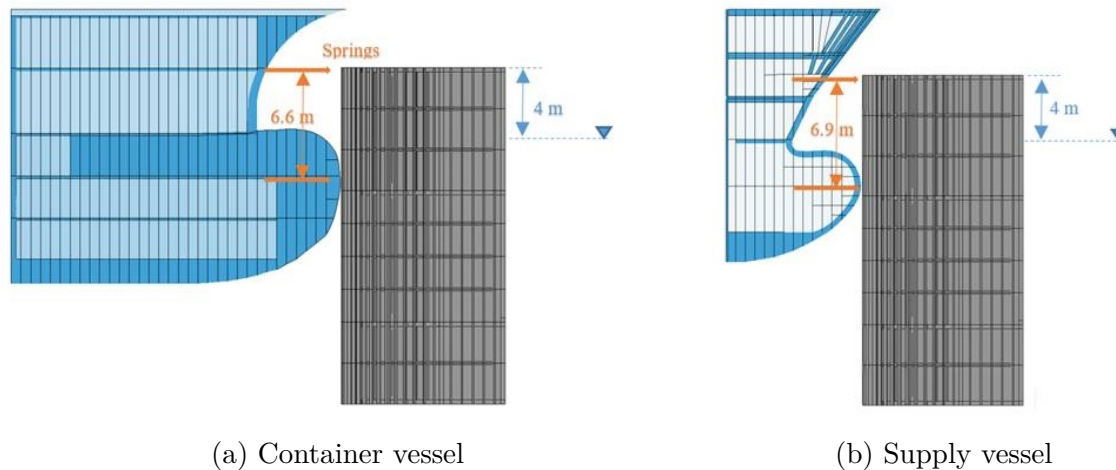 Springs
6.6 m
4 m
6.9 m
4 m
(a) Container vessel
(b) Supply vessel